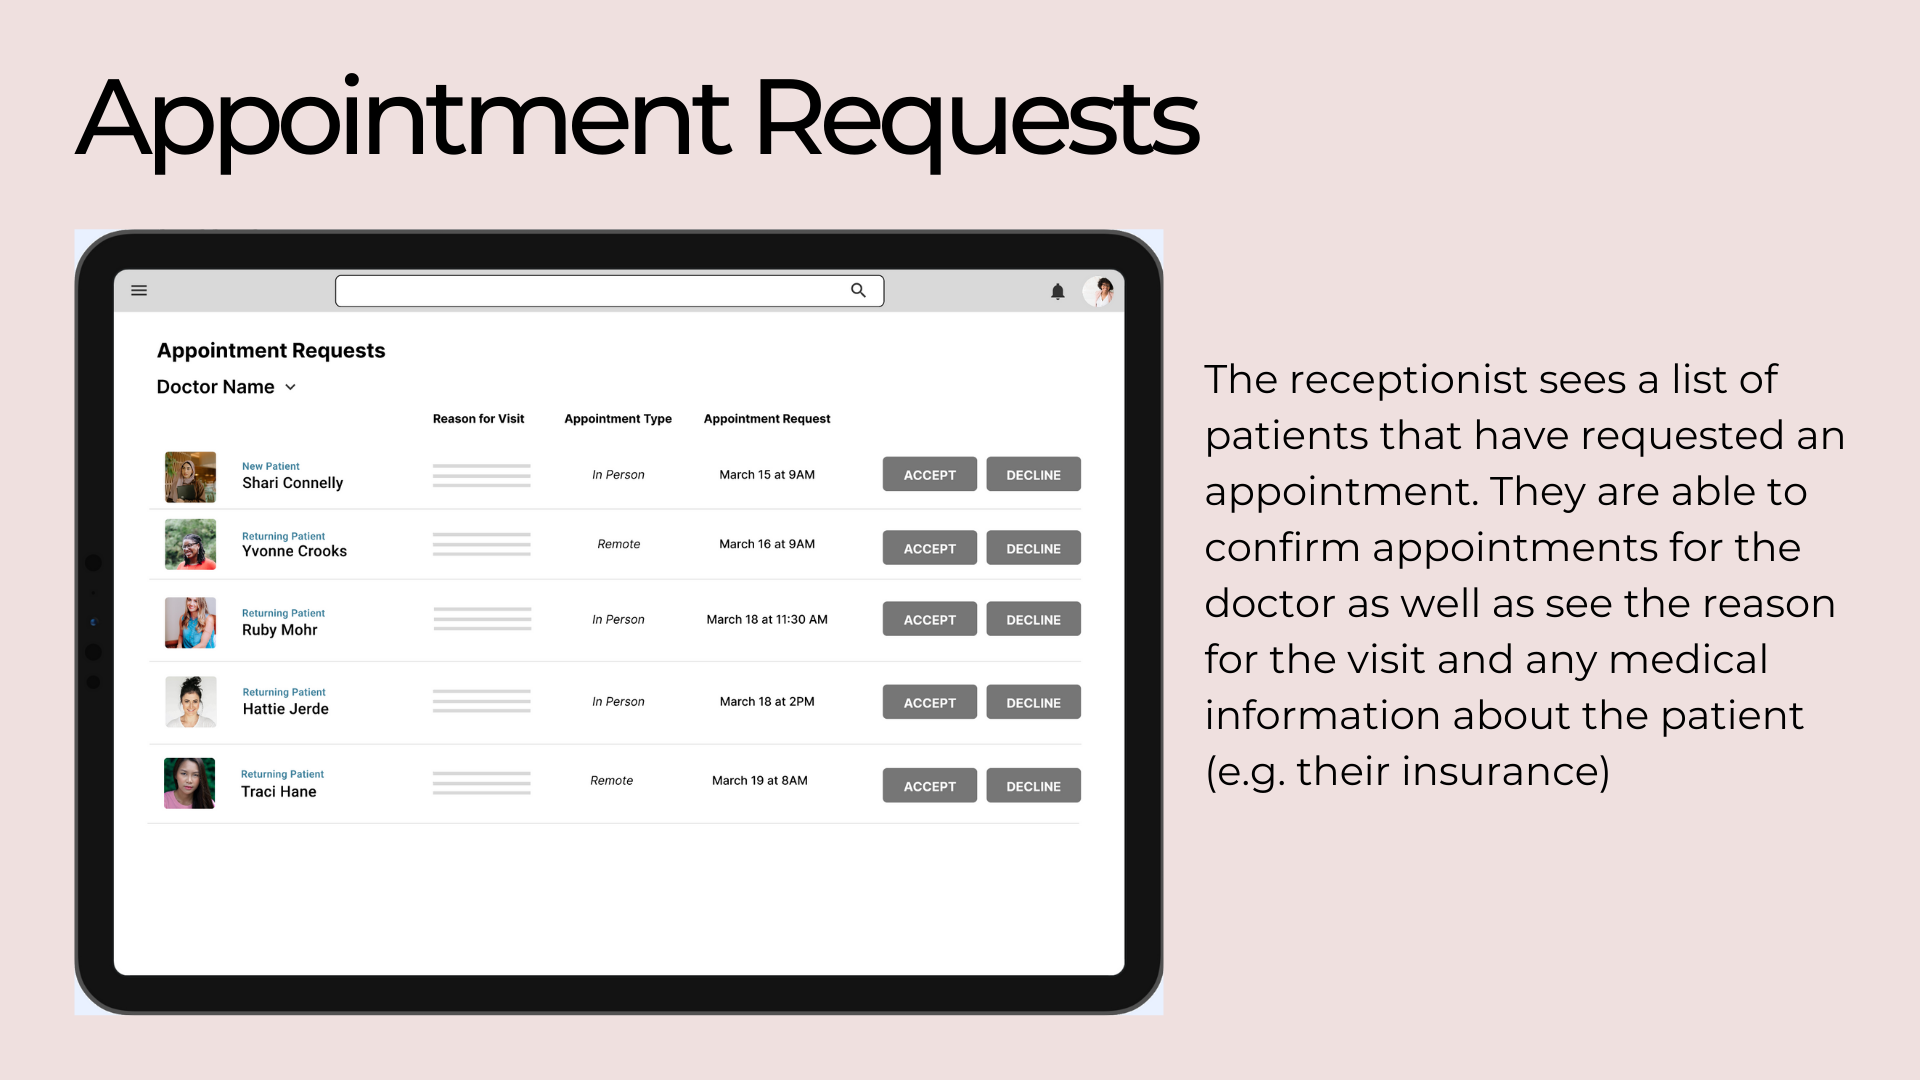 Appointment Requests
Appointment Requests
Doctor Name
Reason for Visit Appointment Type Appointment Request
New Patient
Shari Connelly
In Person March 15 at 9AM ACCEPT DECLINE
Returning Patient
Yvonne Crooks
Remote March 16 at 9AM ACCEPT DECLINE
Returning Patient
Ruby Mohr
In Person March 18 at 11:30 AM ACCEPT DECLINE
Returning Patient
Hattie Jerde
In Person March 18 at 2PM ACCEPT DECLINE
Returning Patient
Traci Hane
Remote March 19 at 8AM ACCEPT DECLINE
The receptionist sees a list of
patients that have requested an
appointment. They are able to
confirm appointments for the
doctor as well as see the reason
for the visit and any medical
information about the patient
(e.g. their insurance)